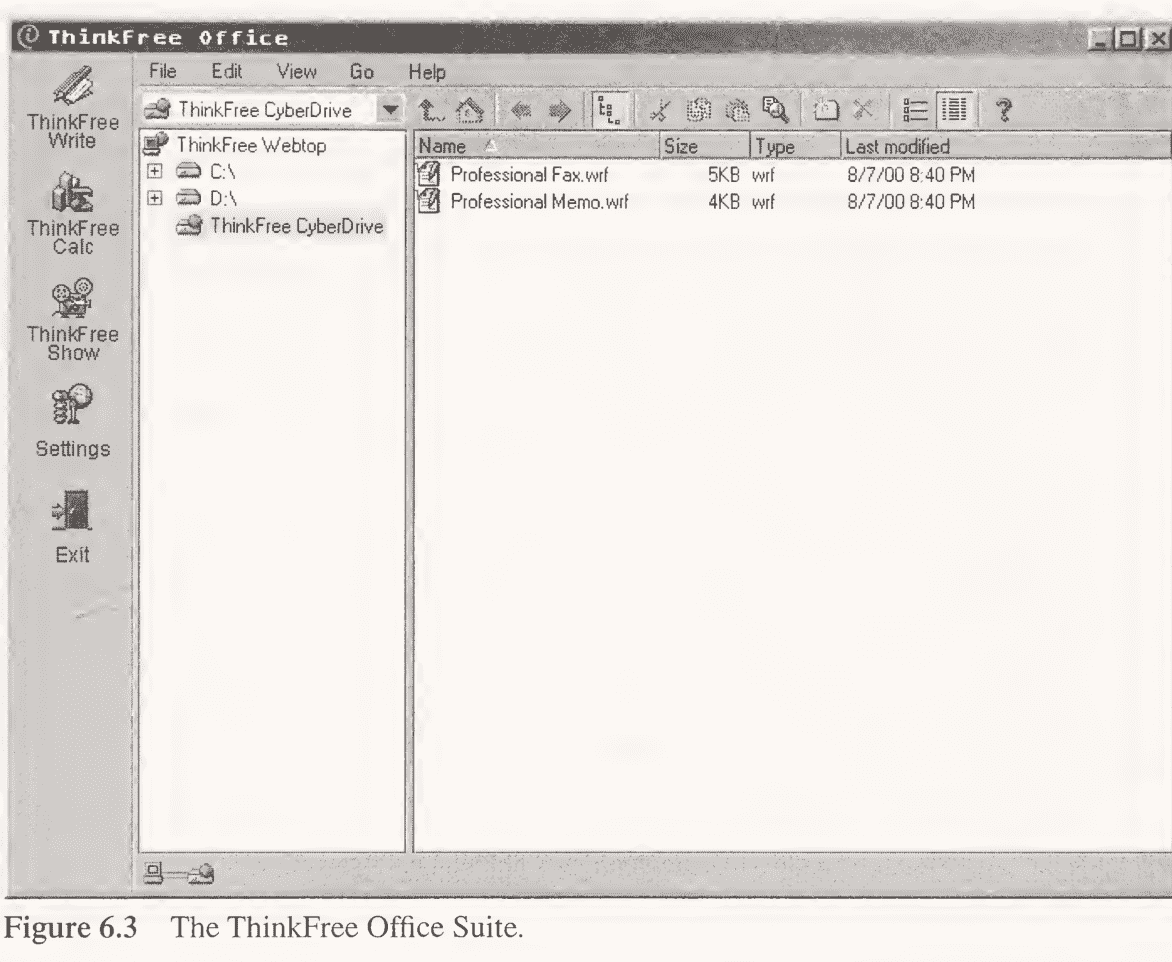 ThinkFree Office
File Edit View Go Help
ThinkFree CyberDrive
ThinkFree
Write
ThinkFree
Calc
ThinkFree
Show
Settings
Exit
ThinkFree Webtop
C:\
D:\
ThinkFree CyberDrive
Name Size Type Last modified
Professional Fax.wrf 5KB wrf 8/7/00 8:40 PM
Professional Memo.wrf 4KB wrf 8/7/00 8:40 PM
Figure 6.3 The ThinkFree Office Suite.